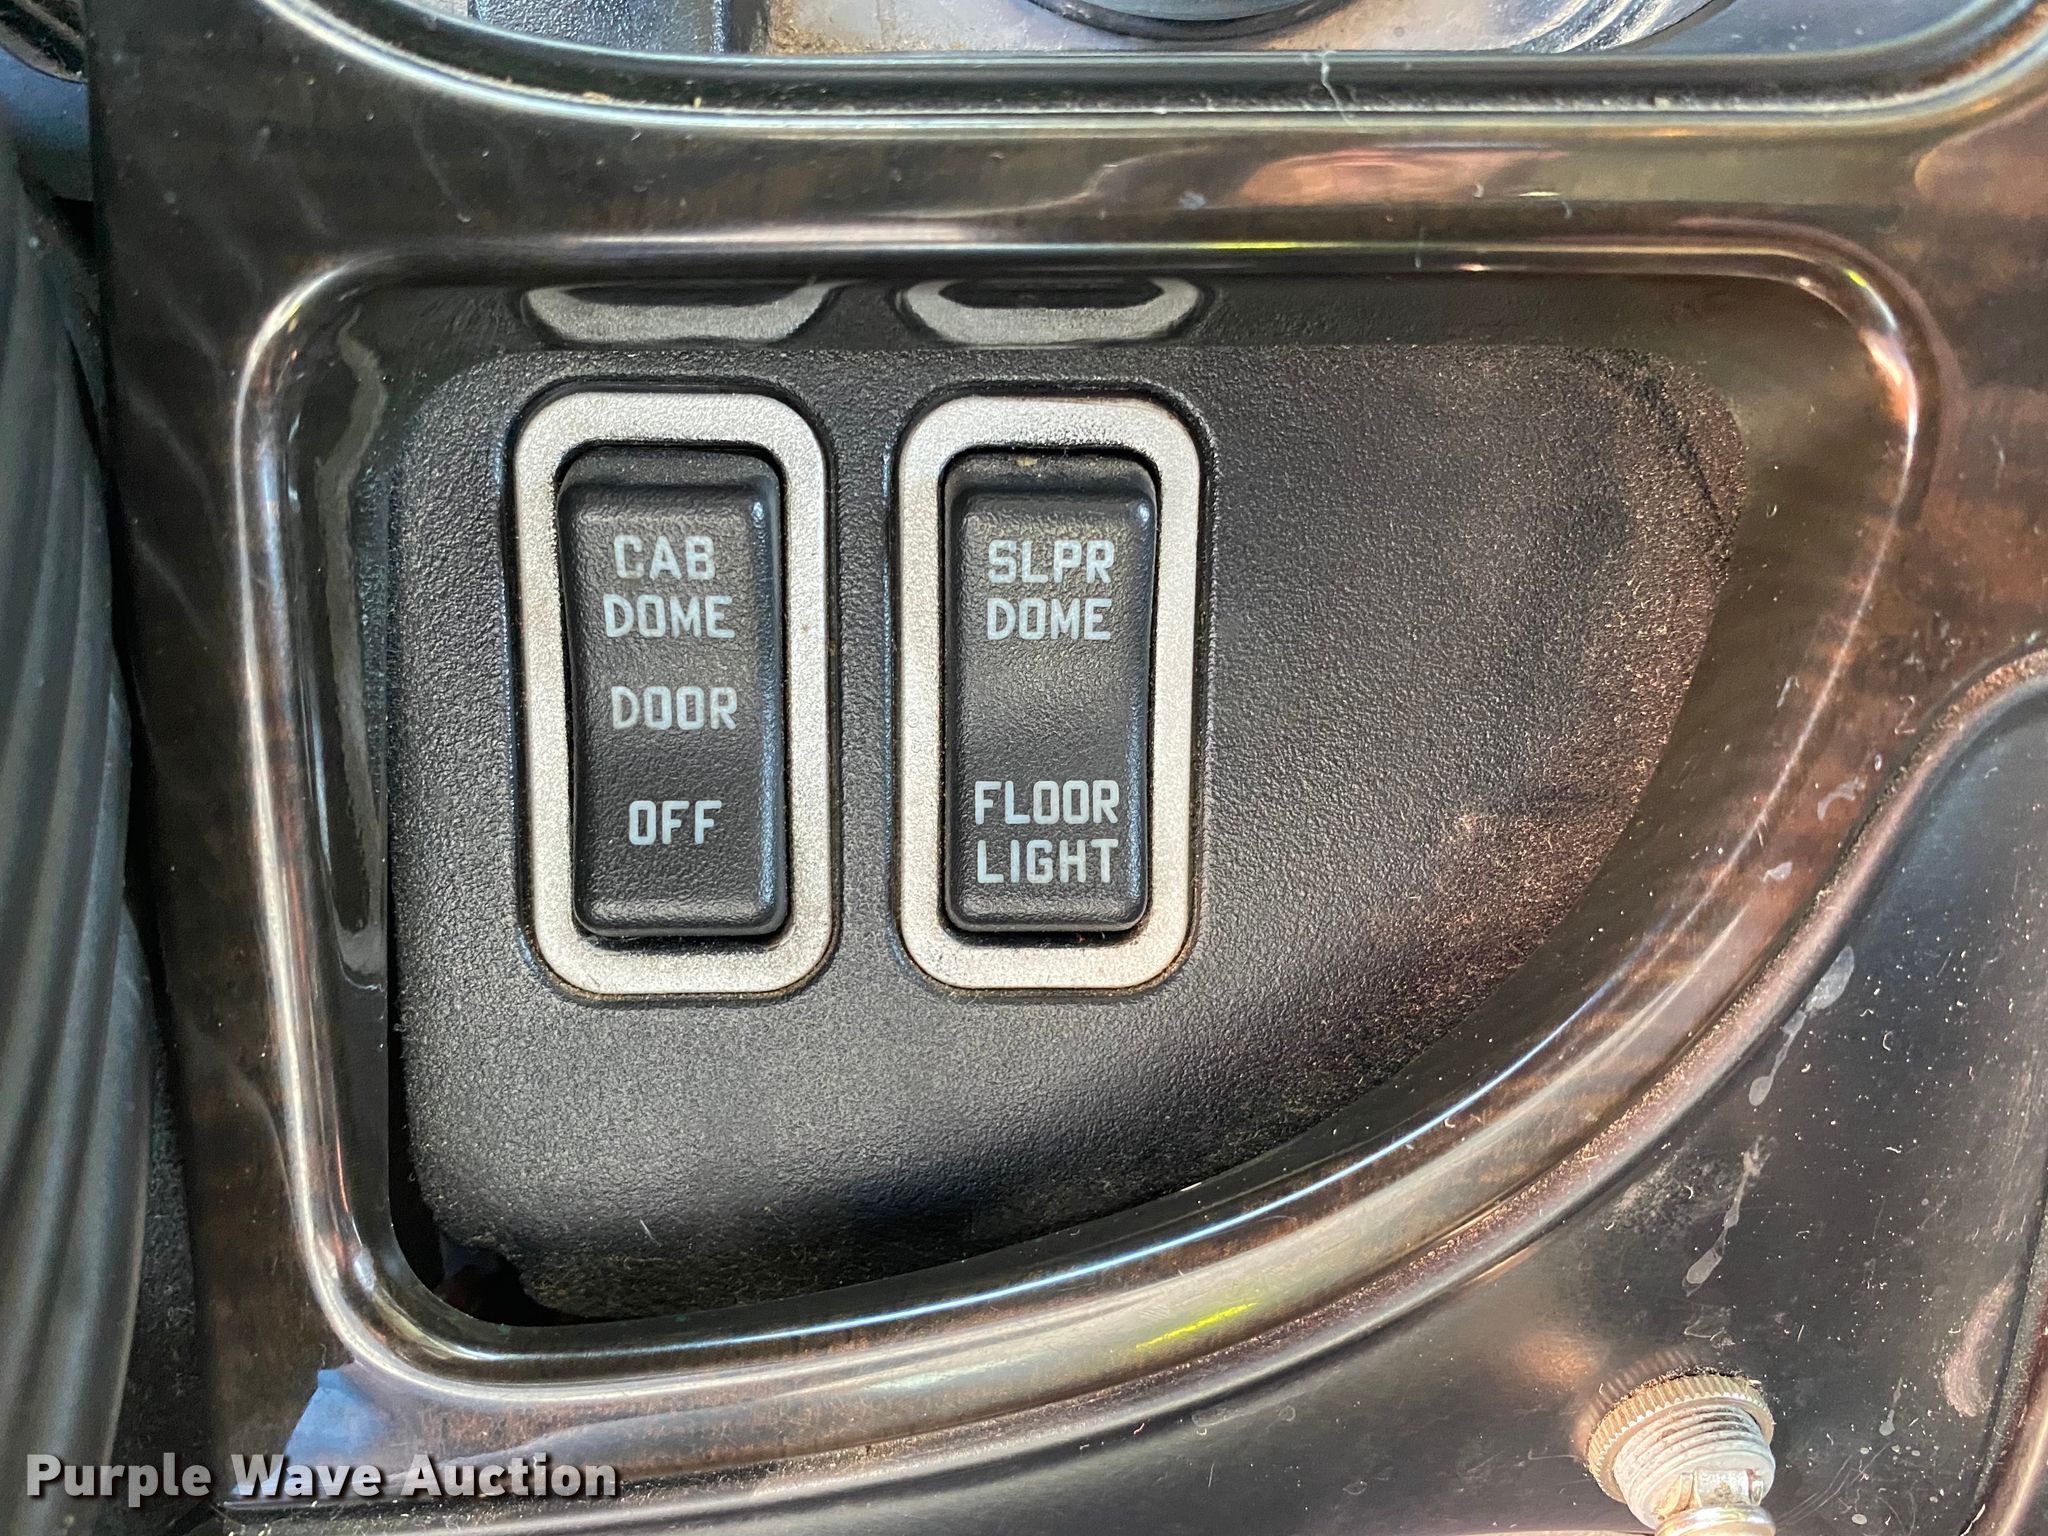 CAB
DOME
DOOR
OFF
SLPR
DOME
FLOOR
LIGHT
Purple Wave Auction